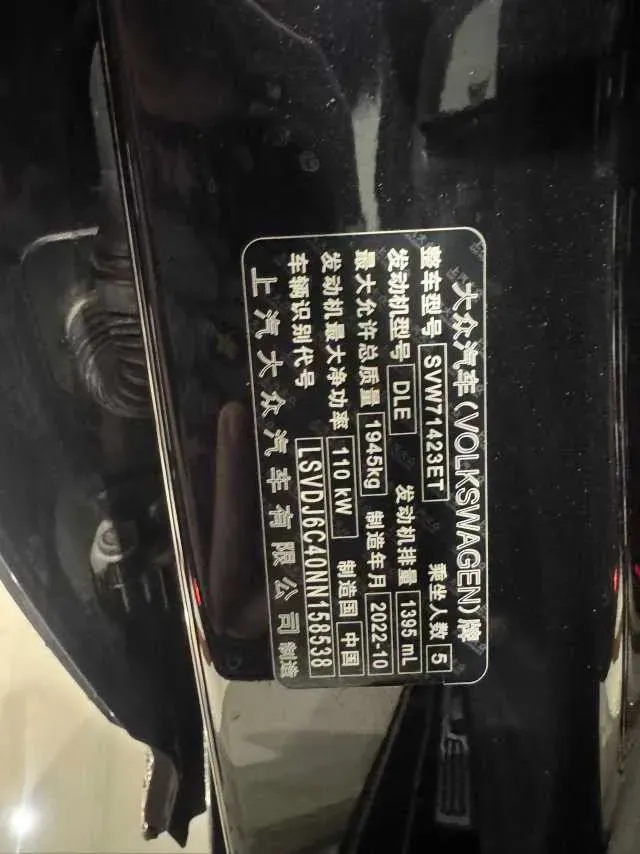 大众汽车(VOLKSWAGEN)牌
整车型号 SVW71423ET 乘坐人数 5
发动机型号 DLE 发动机排量 1395 mL
最大允许总质量 1945kg 制造年月 2022-10
发动机最大净功率 110 kW 制造国 中国
车辆识别代号 LSVDJ6C40NN158538
上汽大众汽车有限公司 制造